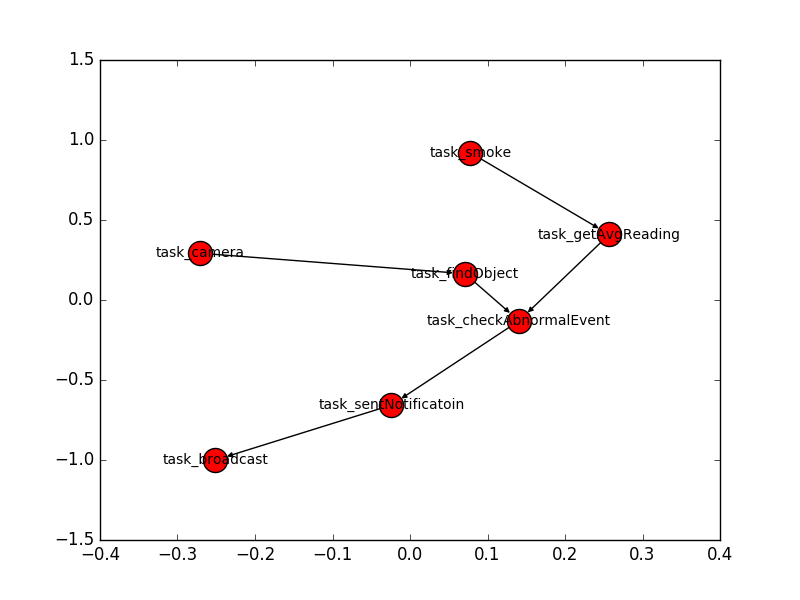 1.5
1.0
task_smoke
0.5
task_getAvgReading
task_camera
task_findObject
0.0
task_checkAbnormalEvent
−0.5
task_sentNotificatoin
−1.0
task_broadcast
−1.5
−0.4 −0.3 −0.2 −0.1 0.0 0.1 0.2 0.3 0.4